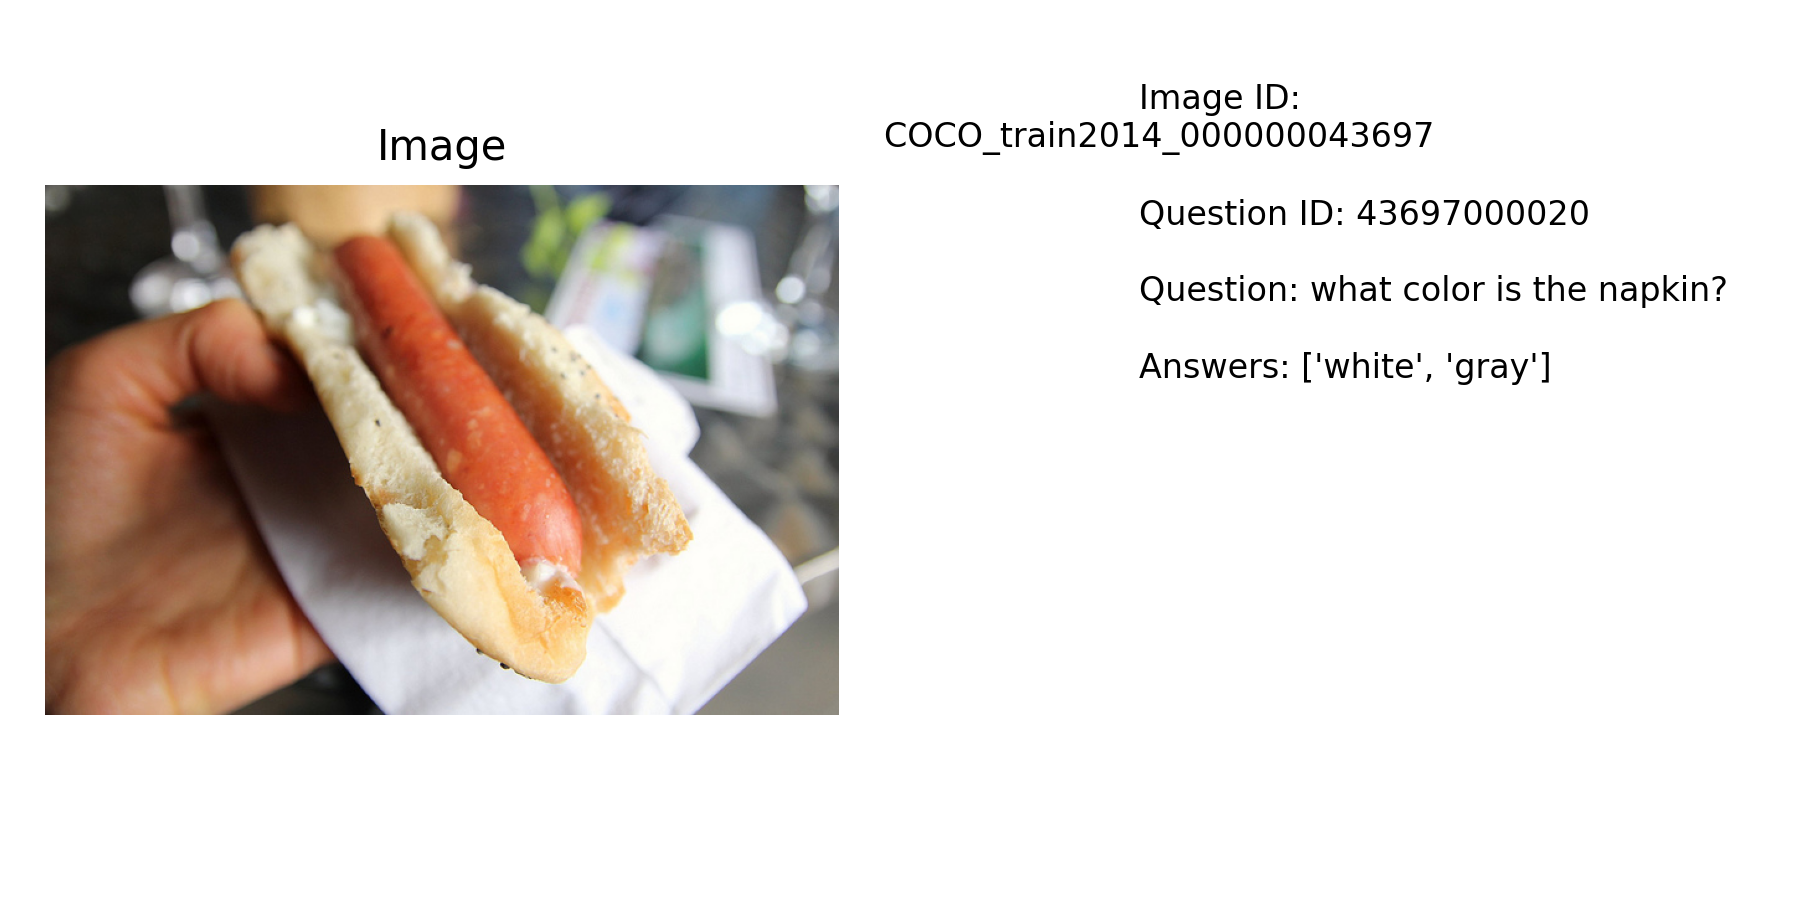 Image
Image ID:
COCO_train2014_000000043697
Question ID: 43697000020
Question: what color is the napkin?
Answers: ['white', 'gray']